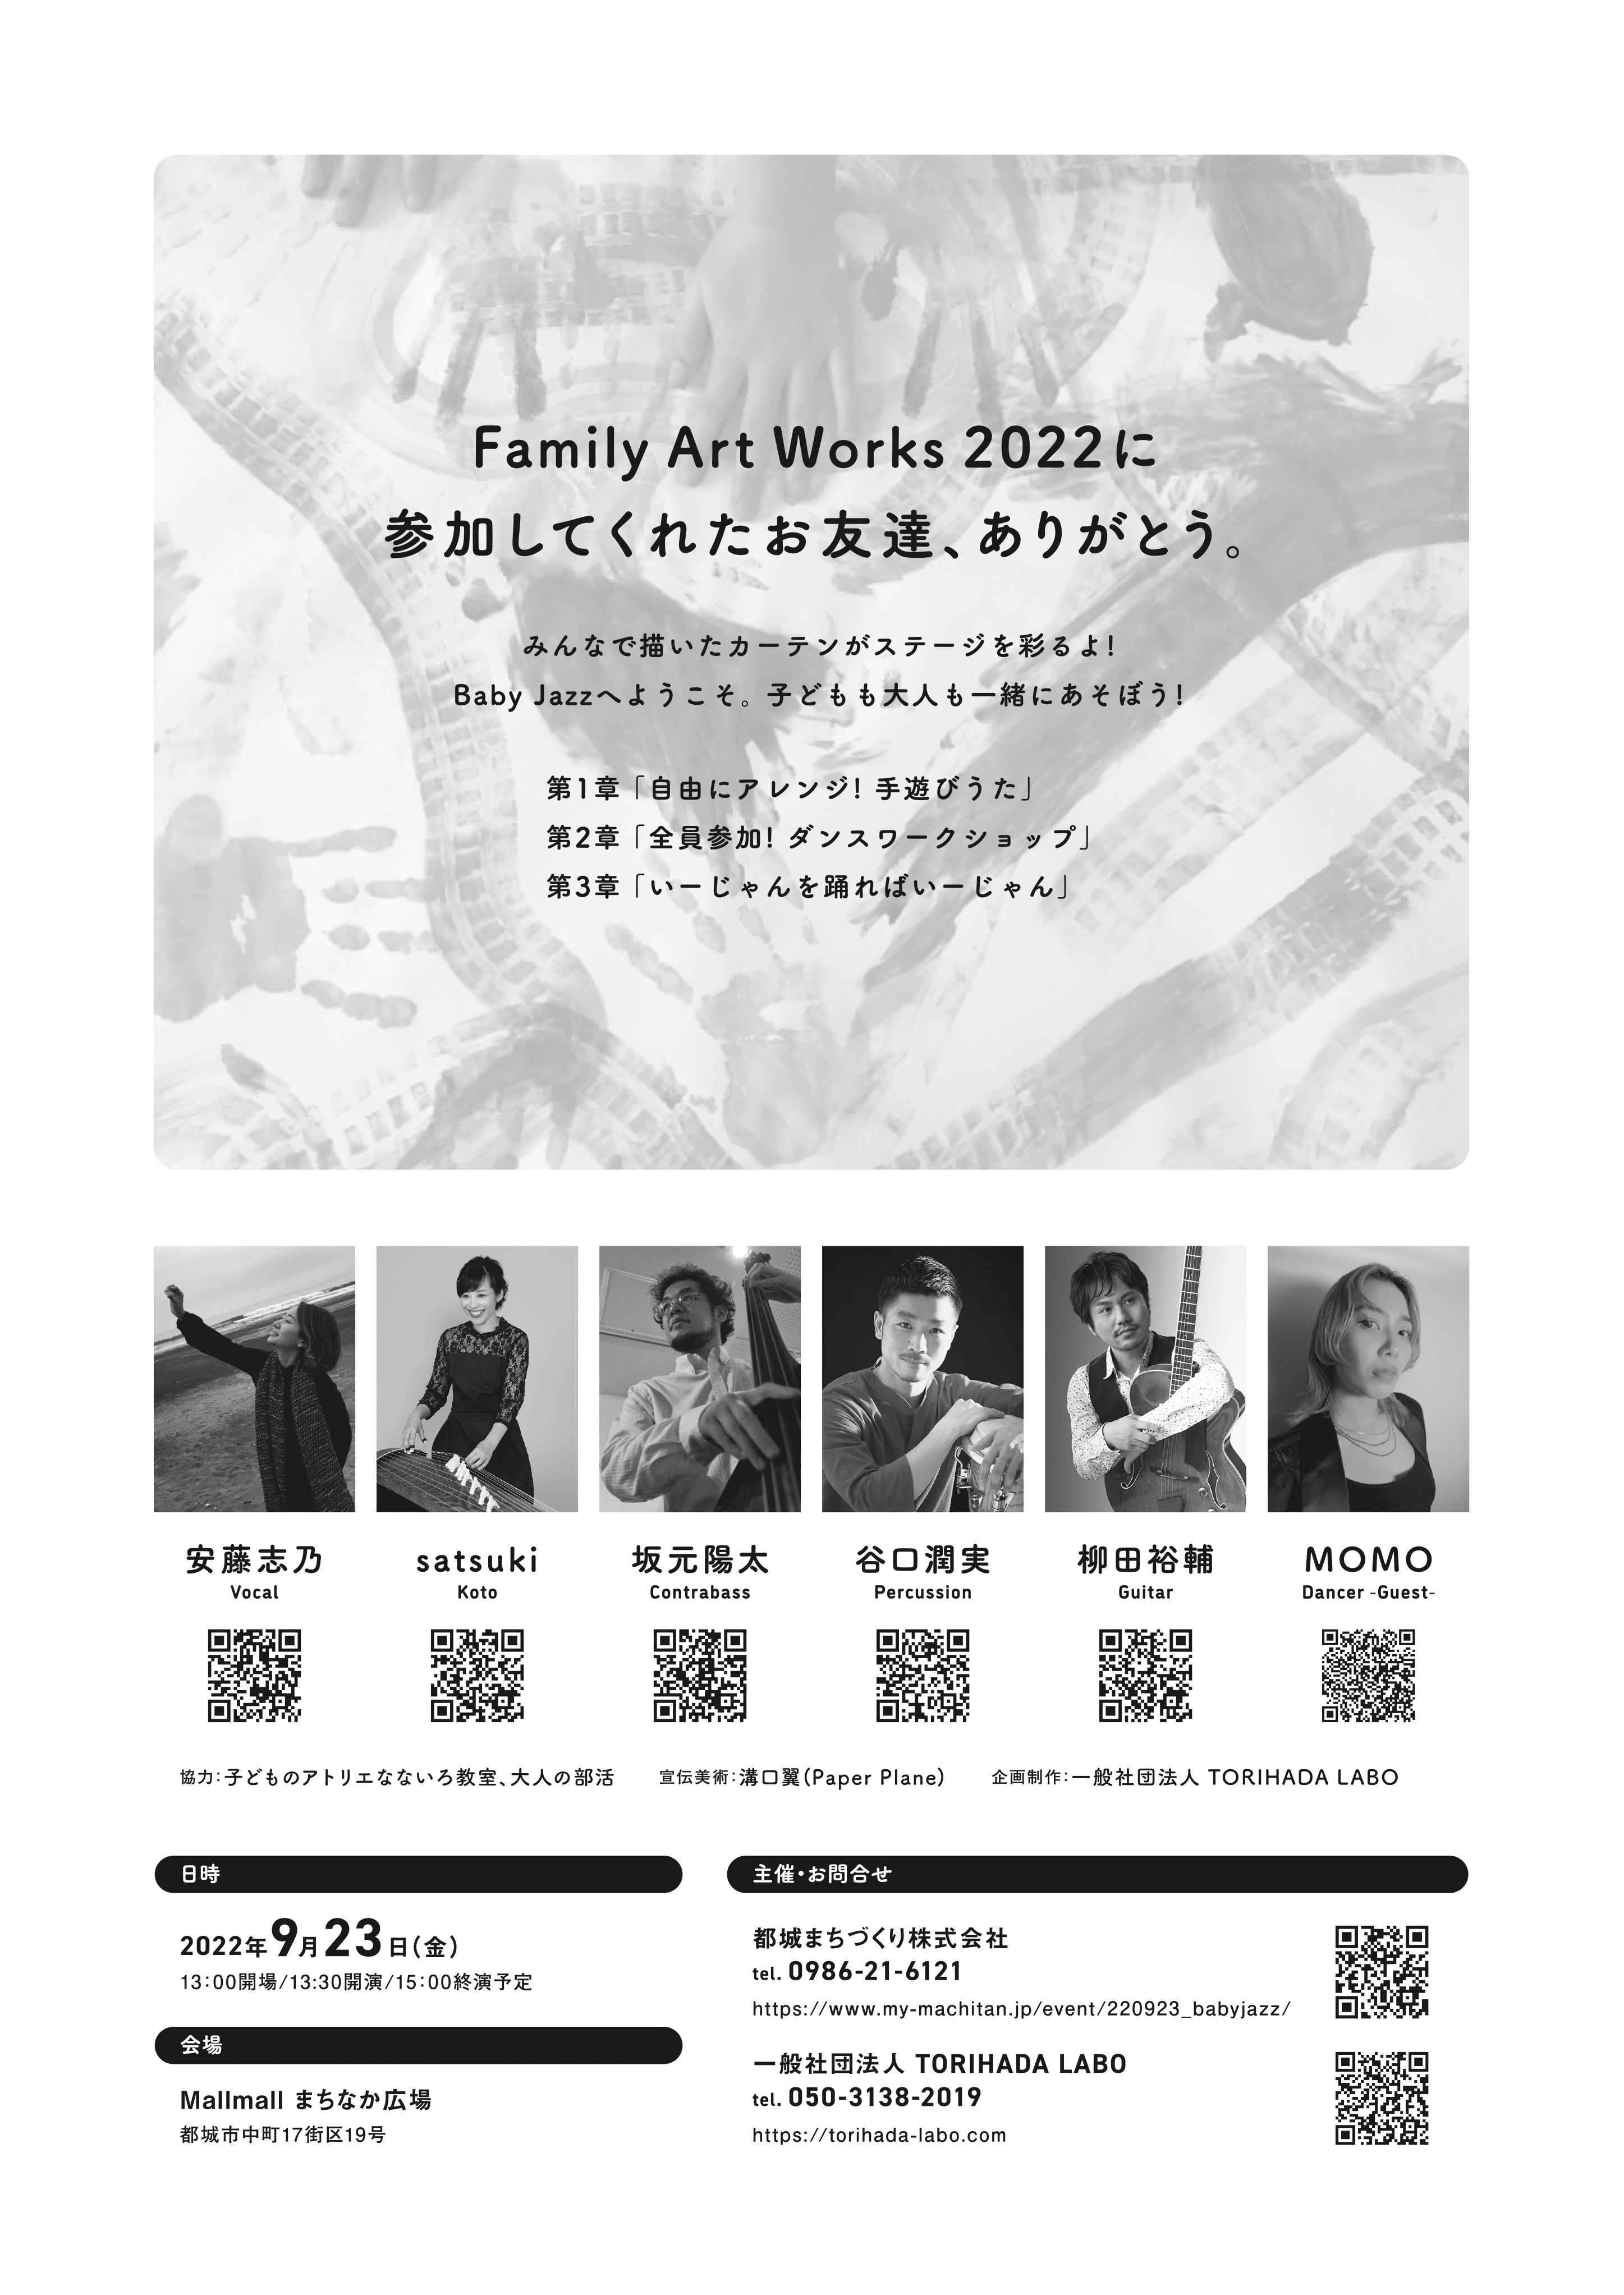 Family Art Works 2022に
参加してくれたお友達、ありがとう。
みんなで描いたカーテンがステージを彩るよ!
Baby Jazzへようこそ。子どもも大人も一緒にあそぼう!
第1章「自由にアレンジ! 手遊びうた」
第2章「全員参加! ダンスワークショップ」
第3章「いーじゃんを踊ればいーじゃん」
安藤志乃
Vocal
satsuki
Koto
坂元陽太
Contrabass
谷口潤実
Percussion
柳田裕輔
Guitar
MOMO
Dancer -Guest-
協力:子どものアトリエなないろ教室、大人の部活
宣伝美術:溝口翼(Paper Plane)
企画制作:一般社団法人 TORIHADA LABO
日時
2022年9月23日(金)
13:00開場/13:30開演/15:00終演予定
会場
Mallmall まちなか広場
都城市中町17街区19号
主催・お問合せ
都城まちづくり株式会社
tel. 0986-21-6121
https://www.my-machitan.jp/event/220923_babyjazz/
一般社団法人 TORIHADA LABO
tel. 050-3138-2019
https://torihada-labo.com